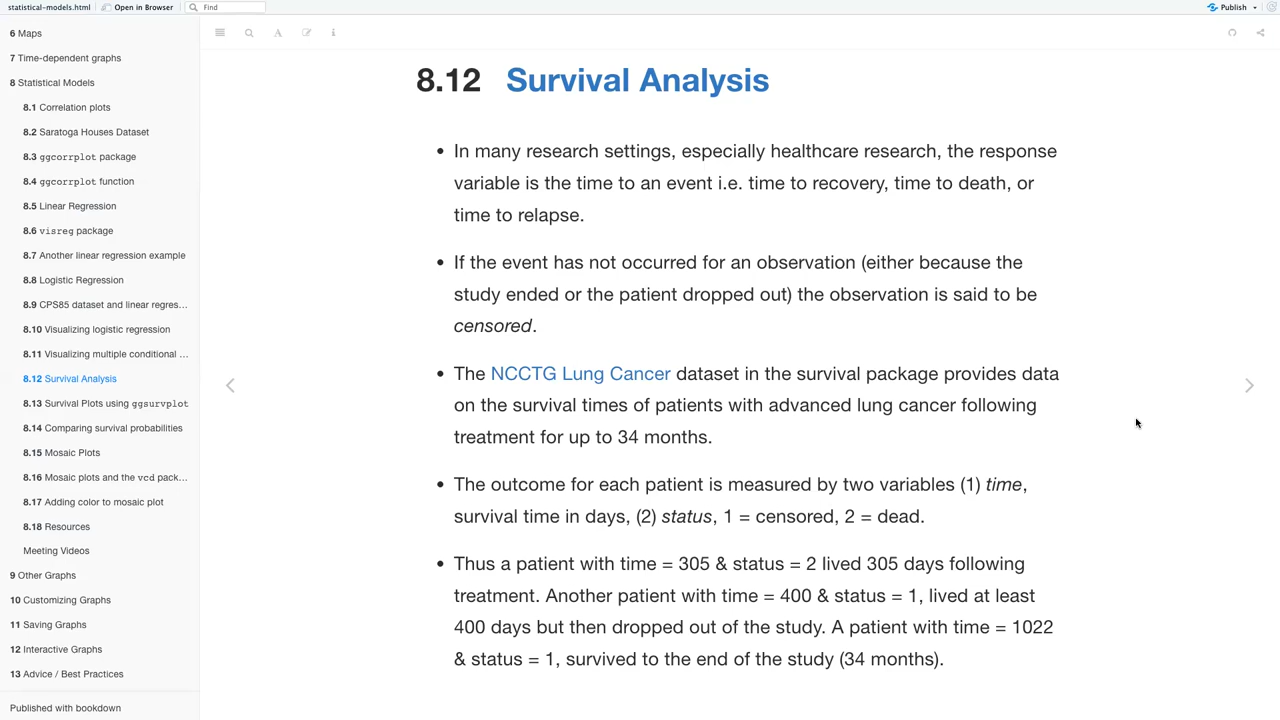 statistical-models.html Open in Browser Find Publish
6 Maps
7 Time-dependent graphs
8 Statistical Models
8.1 Correlation plots
8.2 Saratoga Houses Dataset
8.3 ggcorrplot package
8.4 ggcorrplot function
8.5 Linear Regression
8.6 visreg package
8.7 Another linear regression example
8.8 Logistic Regression
8.9 CPS85 dataset and linear regres…
8.10 Visualizing logistic regression
8.11 Visualizing multiple conditional …
8.12 Survival Analysis
8.13 Survival Plots using ggsurvplot
8.14 Comparing survival probabilities
8.15 Mosaic Plots
8.16 Mosaic plots and the vcd pack…
8.17 Adding color to mosaic plot
8.18 Resources
Meeting Videos
9 Other Graphs
10 Customizing Graphs
11 Saving Graphs
12 Interactive Graphs
13 Advice / Best Practices
Published with bookdown
8.12 Survival Analysis
• In many research settings, especially healthcare research, the response
variable is the time to an event i.e. time to recovery, time to death, or
time to relapse.
• If the event has not occurred for an observation (either because the
study ended or the patient dropped out) the observation is said to be
censored.
• The NCCTG Lung Cancer dataset in the survival package provides data
on the survival times of patients with advanced lung cancer following
treatment for up to 34 months.
• The outcome for each patient is measured by two variables (1) time,
survival time in days, (2) status, 1 = censored, 2 = dead.
• Thus a patient with time = 305 & status = 2 lived 305 days following
treatment. Another patient with time = 400 & status = 1, lived at least
400 days but then dropped out of the study. A patient with time = 1022
& status = 1, survived to the end of the study (34 months).